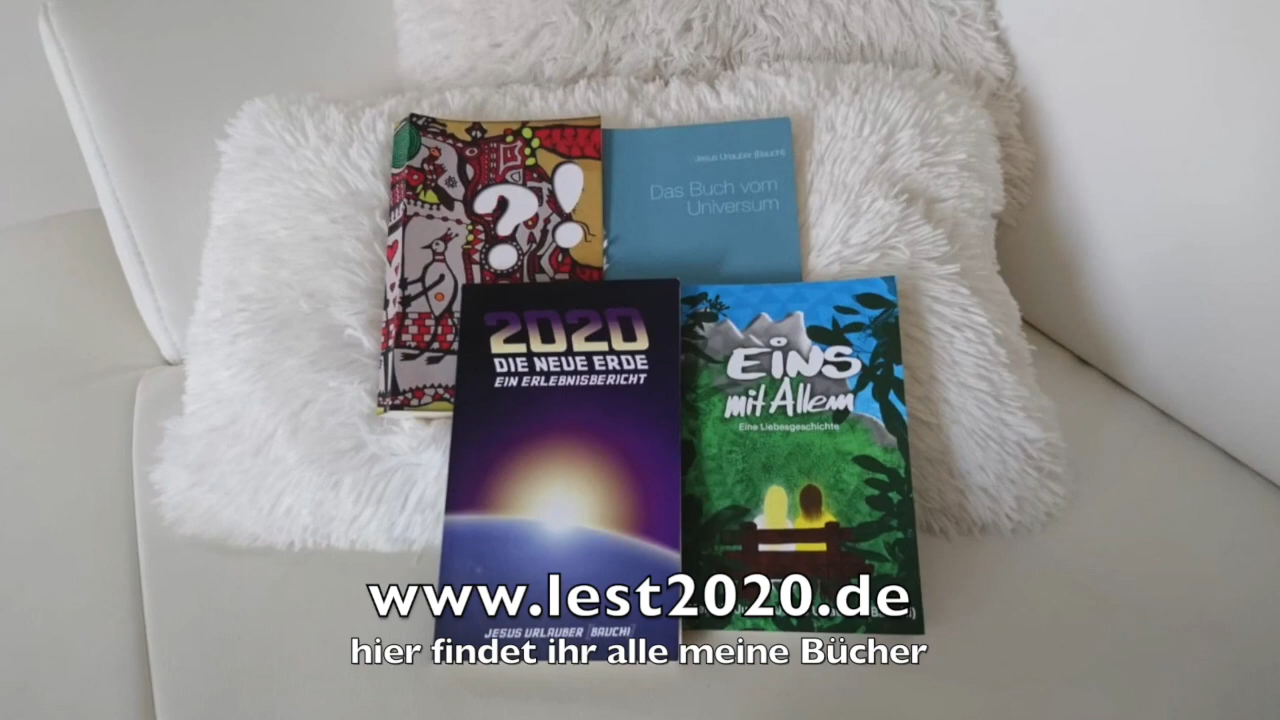 ?!
Jesus Urlauber (Bauchi)
Das Buch vom
Universum
2020
DIE NEUE ERDE
EIN ERLEBNISBERICHT
EINS
mit Allem
Eine Liebesgeschichte
www.lest2020.de
JESUS URLAUBER [BAUCHI]
hier findet ihr alle meine Bücher